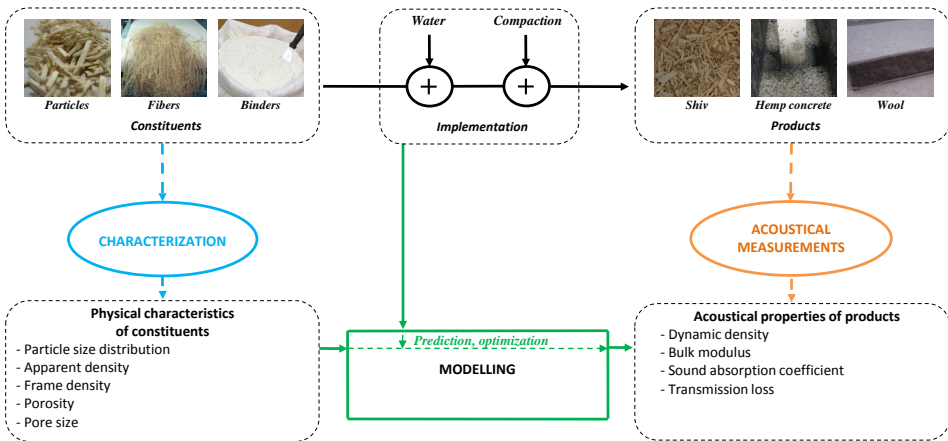 Water
Compaction
+
+
Particles
Fibers
Binders
Constituents
Implementation
Shiv
Hemp concrete
Wool
Products
CHARACTERIZATION
ACOUSTICAL
MEASUREMENTS
Physical characteristics
of constituents
- Particle size distribution
- Apparent density
- Frame density
- Porosity
- Pore size
Prediction, optimization
MODELLING
Acoustical properties of products
- Dynamic density
- Bulk modulus
- Sound absorption coefficient
- Transmission loss